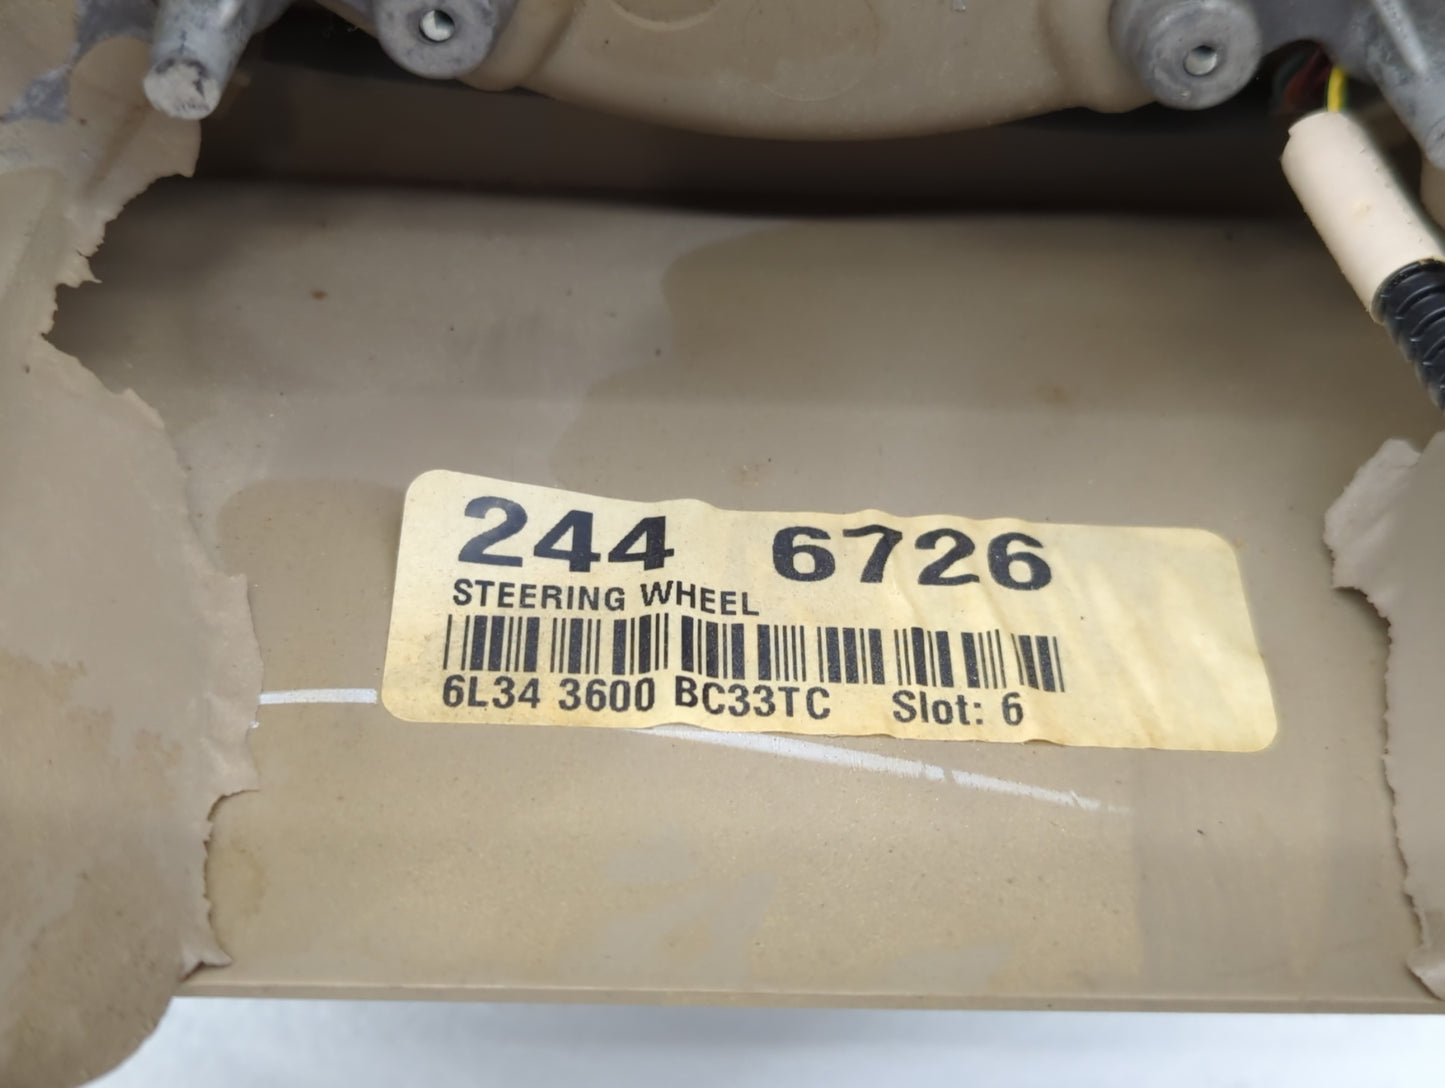 244 6726
STEERING WHEEL
6L34 3600 BC33TC Slot: 6